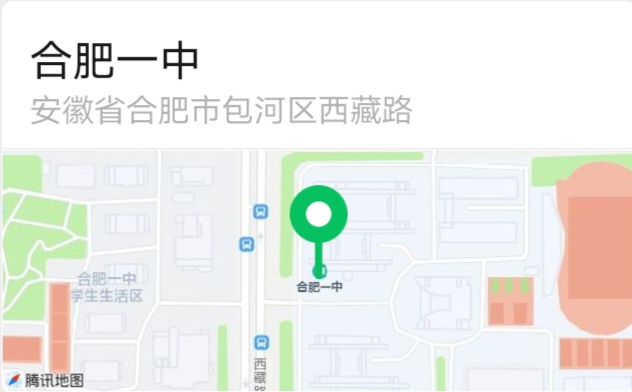 合肥一中
安徽省合肥市包河区西藏路
合肥一中
学生生活区
合肥一中
西藏路
腾讯地图